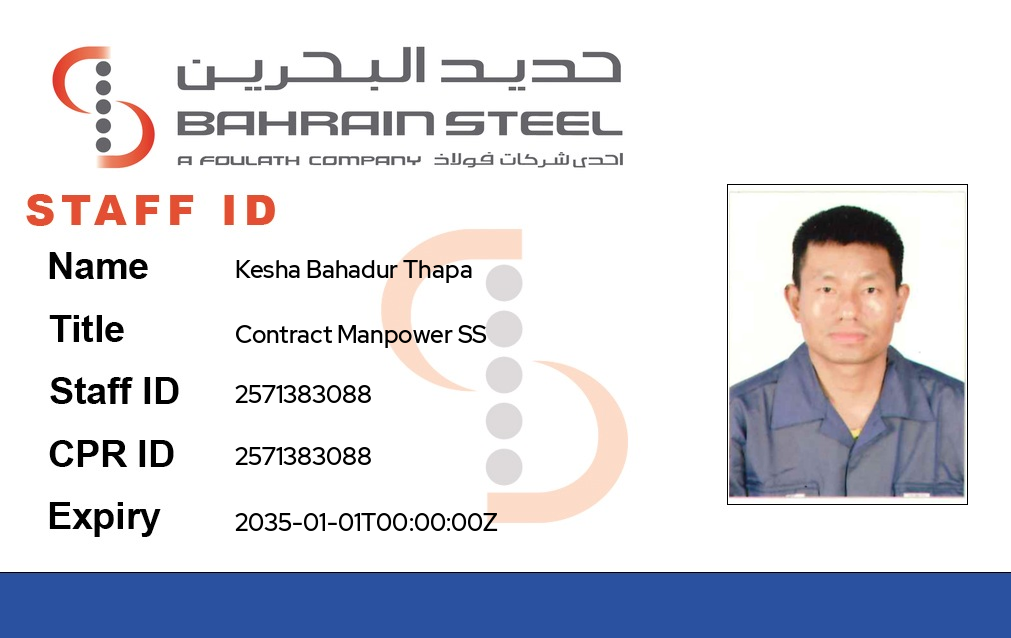 حديد البحرين
BAHRAIN STEEL
A FOULATH COMPANY احدى شركات فولاذ
STAFF ID
Name Kesha Bahadur Thapa
Title Contract Manpower SS
Staff ID 2571383088
CPR ID 2571383088
Expiry 2035-01-01T00:00:00Z